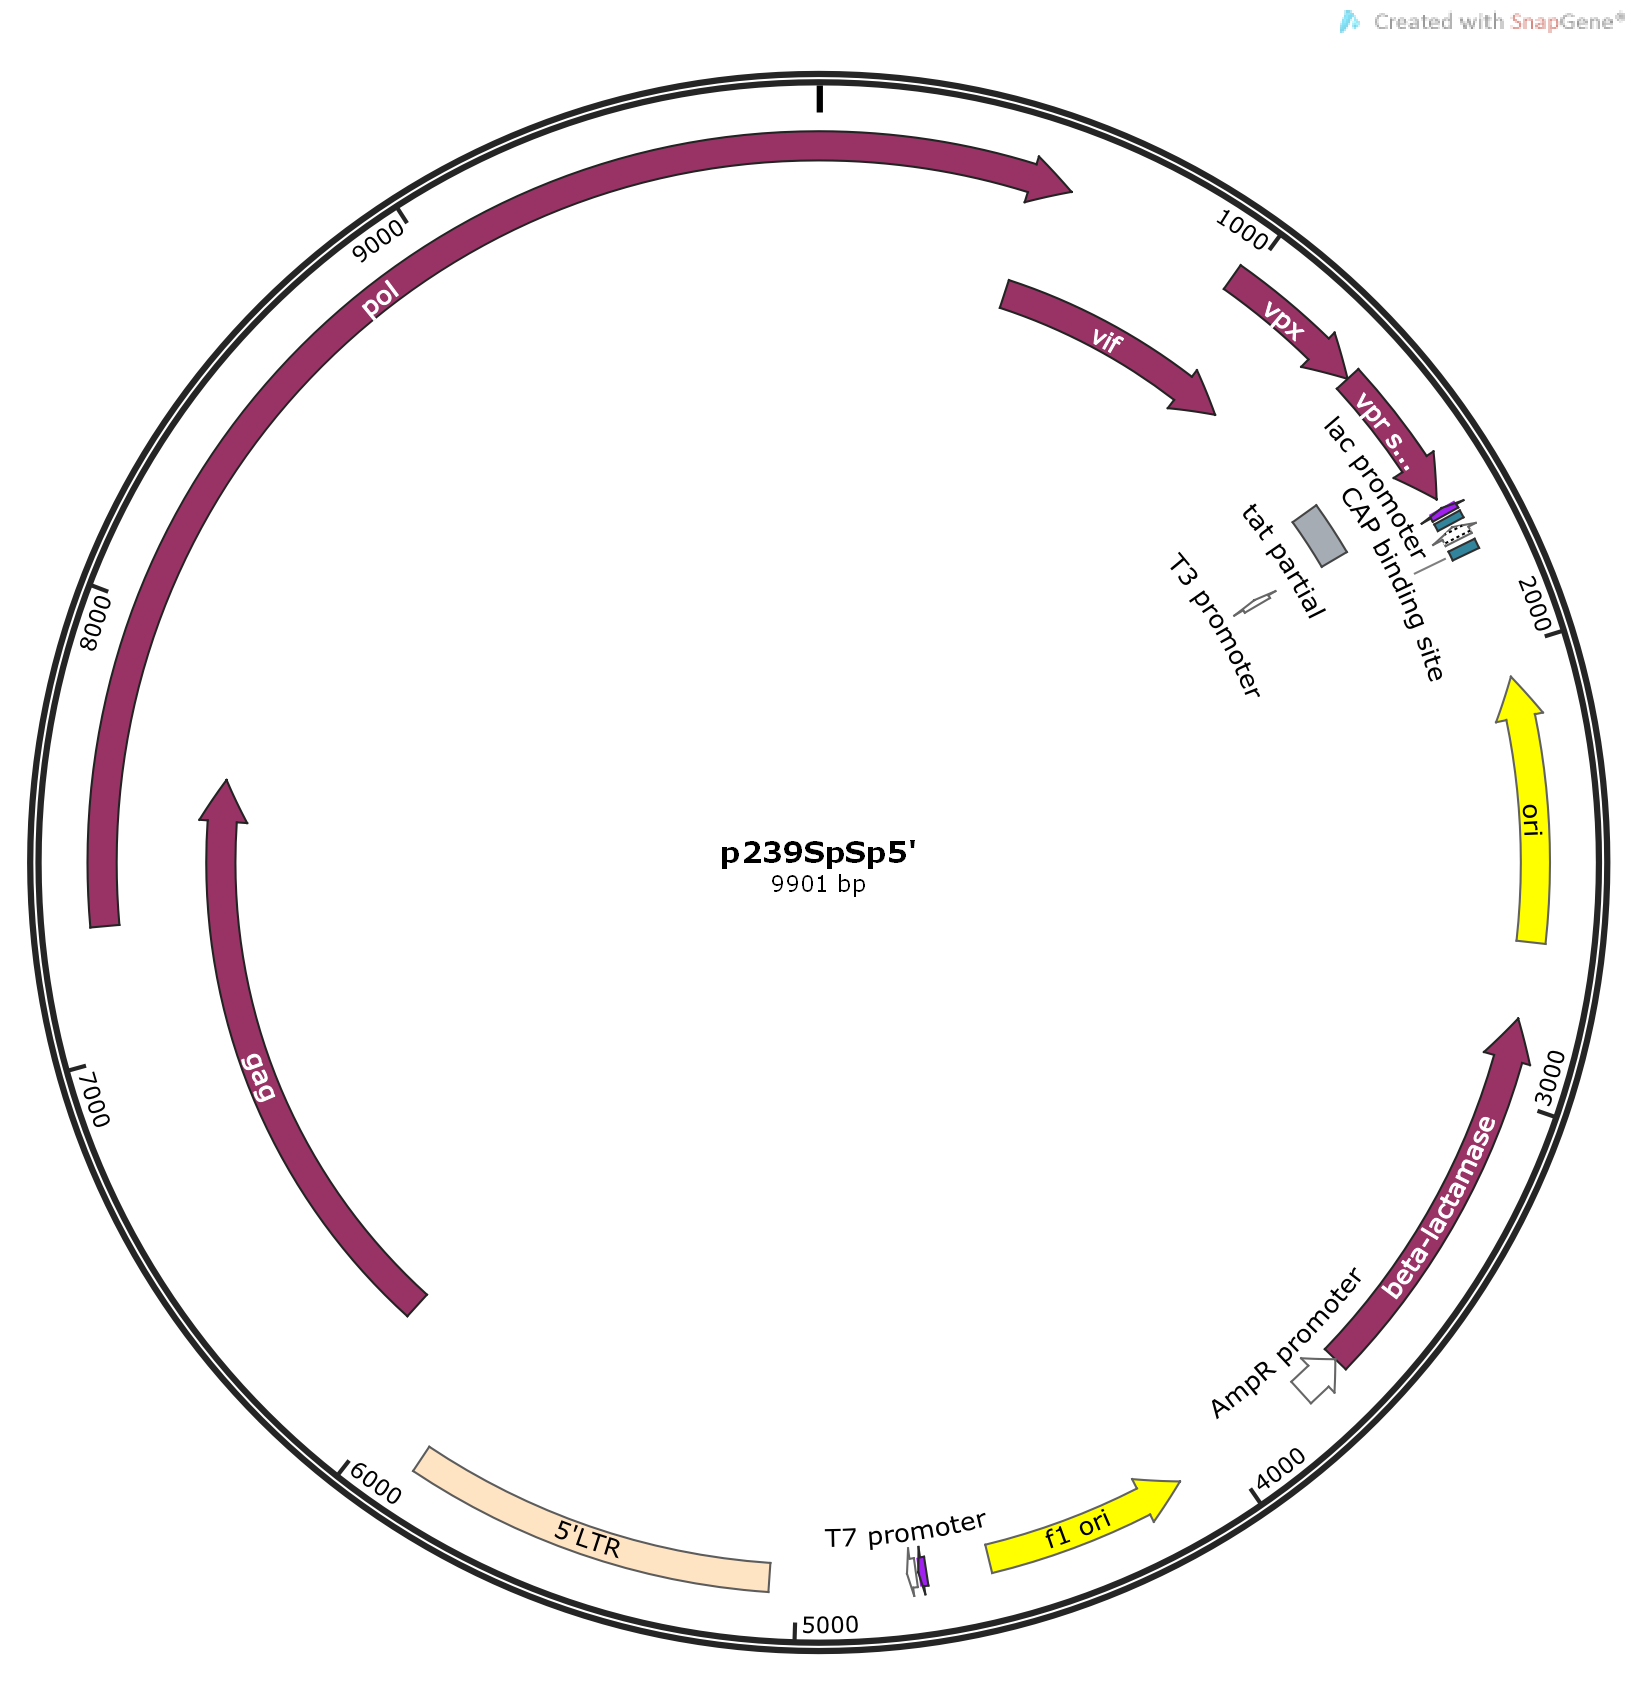 Created with SnapGene®
1000
vpx
vpr s...
lac promoter
CAP binding site
vif
tat partial
T3 promoter
2000
ori
3000
beta-lactamase
AmpR promoter
4000
f1 ori
T7 promoter
5000
5'LTR
6000
gag
7000
8000
pol
9000
p239SpSp5'
9901 bp